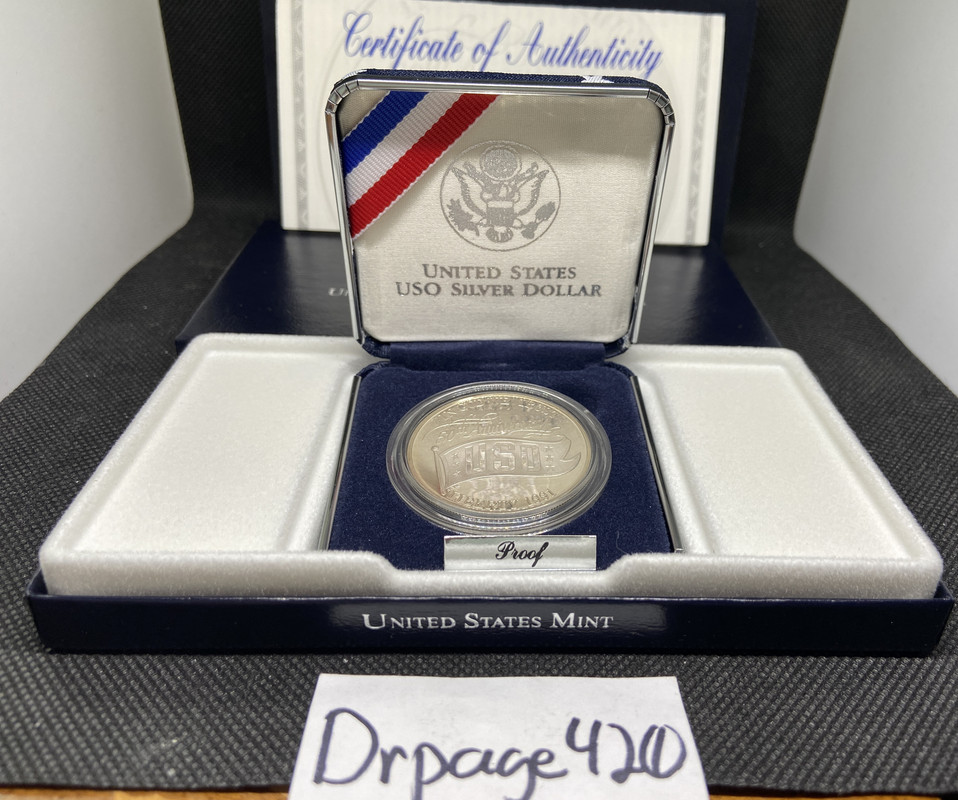 Certificate of Authenticity
UNITED STATES
USO SILVER DOLLAR
USO
Proof
UNITED STATES MINT
Drpage420